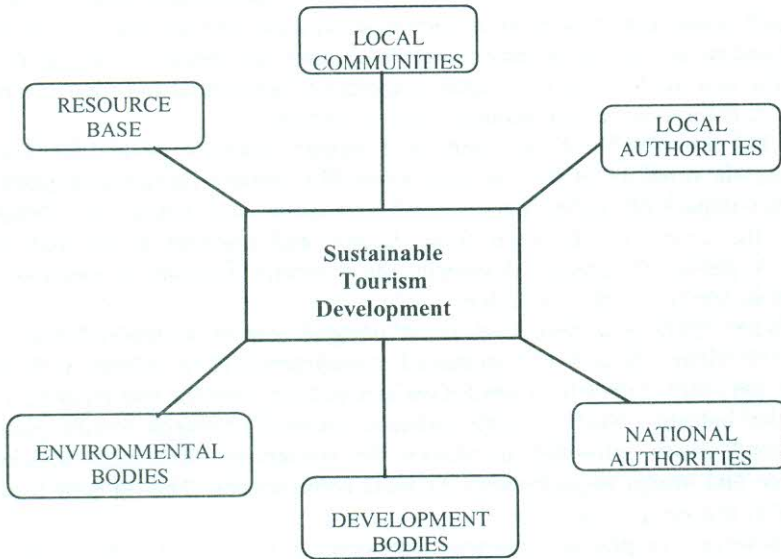 LOCAL
COMMUNITIES
RESOURCE
BASE
LOCAL
AUTHORITIES
Sustainable
Tourism
Development
ENVIRONMENTAL
BODIES
NATIONAL
AUTHORITIES
DEVELOPMENT
BODIES